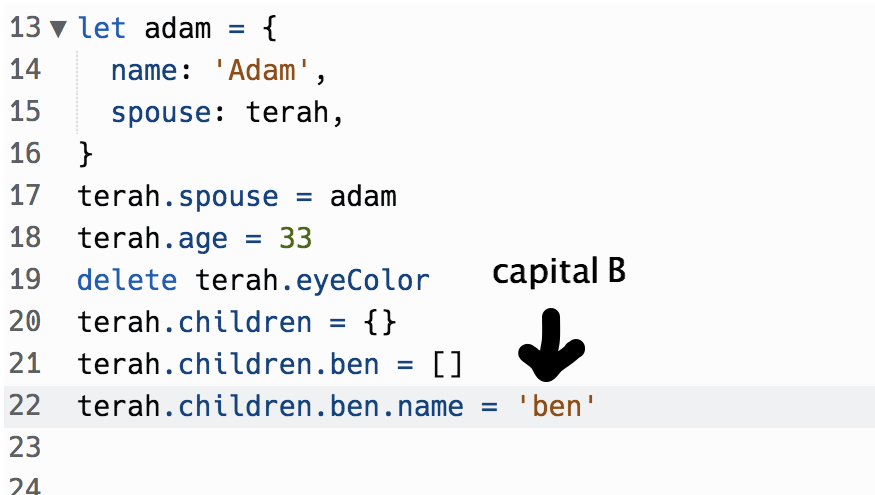 13 let adam = {
14 name: 'Adam',
15 spouse: terah,
16 }
17 terah.spouse = adam
18 terah.age = 33
19 delete terah.eyeColor
capital B
20 terah.children = {}
21 terah.children.ben = []
22 terah.children.ben.name = 'ben'
23
24